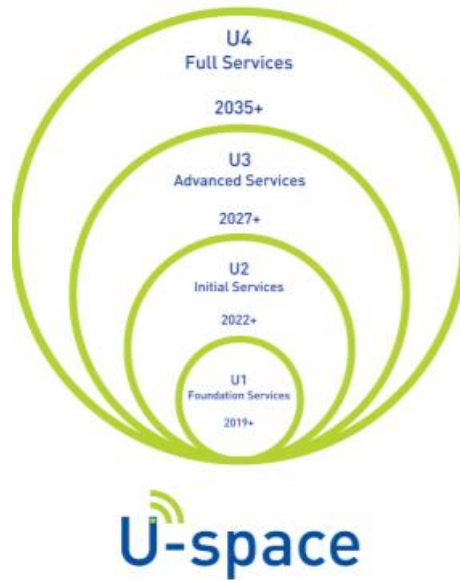 U4
Full Services
2035+
U3
Advanced Services
2027+
U2
Initial Services
2022+
U1
Foundation Services
2019+
U-space